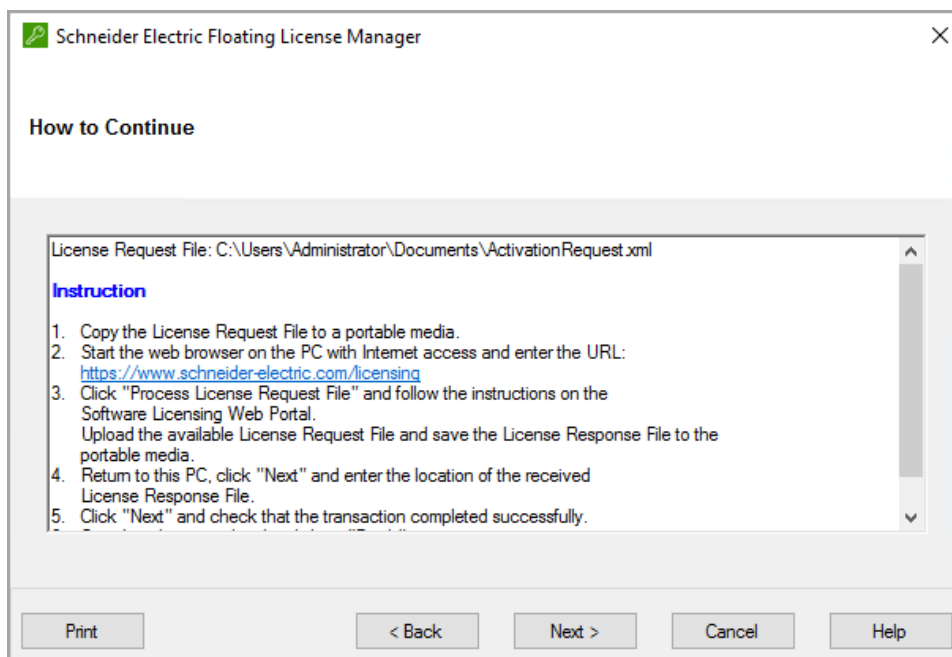 Schneider Electric Floating License Manager
How to Continue
License Request File: C:\Users\Administrator\Documents\ActivationRequest.xml
Instruction
1. Copy the License Request File to a portable media.
2. Start the web browser on the PC with Internet access and enter the URL:
https://www.schneider-electric.com/licensing
3. Click "Process License Request File" and follow the instructions on the
Software Licensing Web Portal.
Upload the available License Request File and save the License Response File to the
portable media.
4. Return to this PC, click "Next" and enter the location of the received
License Response File.
5. Click "Next" and check that the transaction completed successfully.
Print
< Back
Next >
Cancel
Help